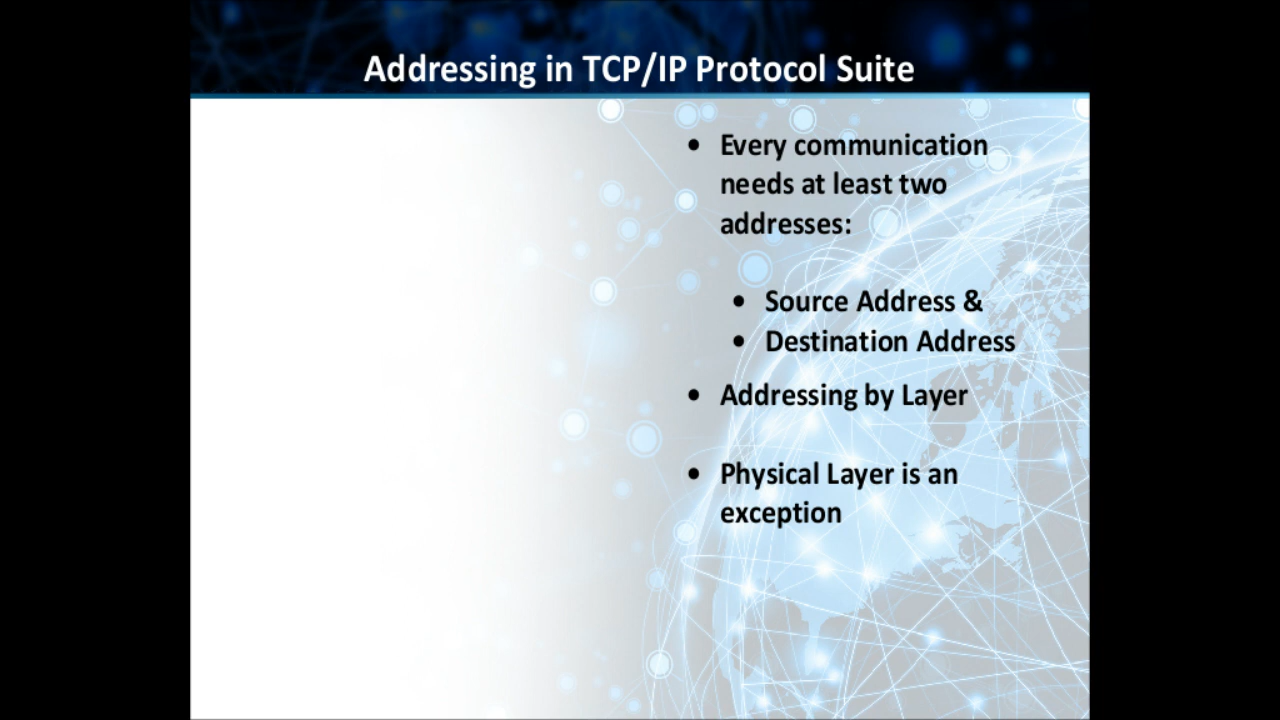 Addressing in TCP/IP Protocol Suite
• Every communication
needs at least two
addresses:
• Source Address &
• Destination Address
• Addressing by Layer
• Physical Layer is an
exception